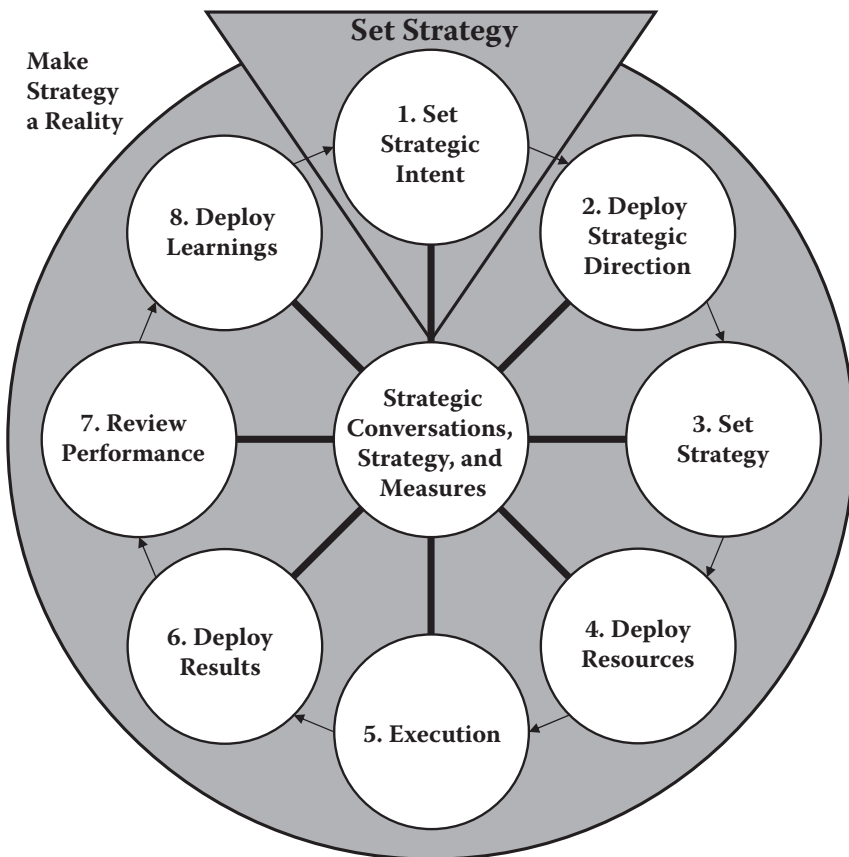 Set Strategy
Make
Strategy
a Reality
1. Set
Strategic
Intent
2. Deploy
Strategic
Direction
3. Set
Strategy
4. Deploy
Resources
5. Execution
6. Deploy
Results
7. Review
Performance
8. Deploy
Learnings
Strategic
Conversations,
Strategy, and
Measures